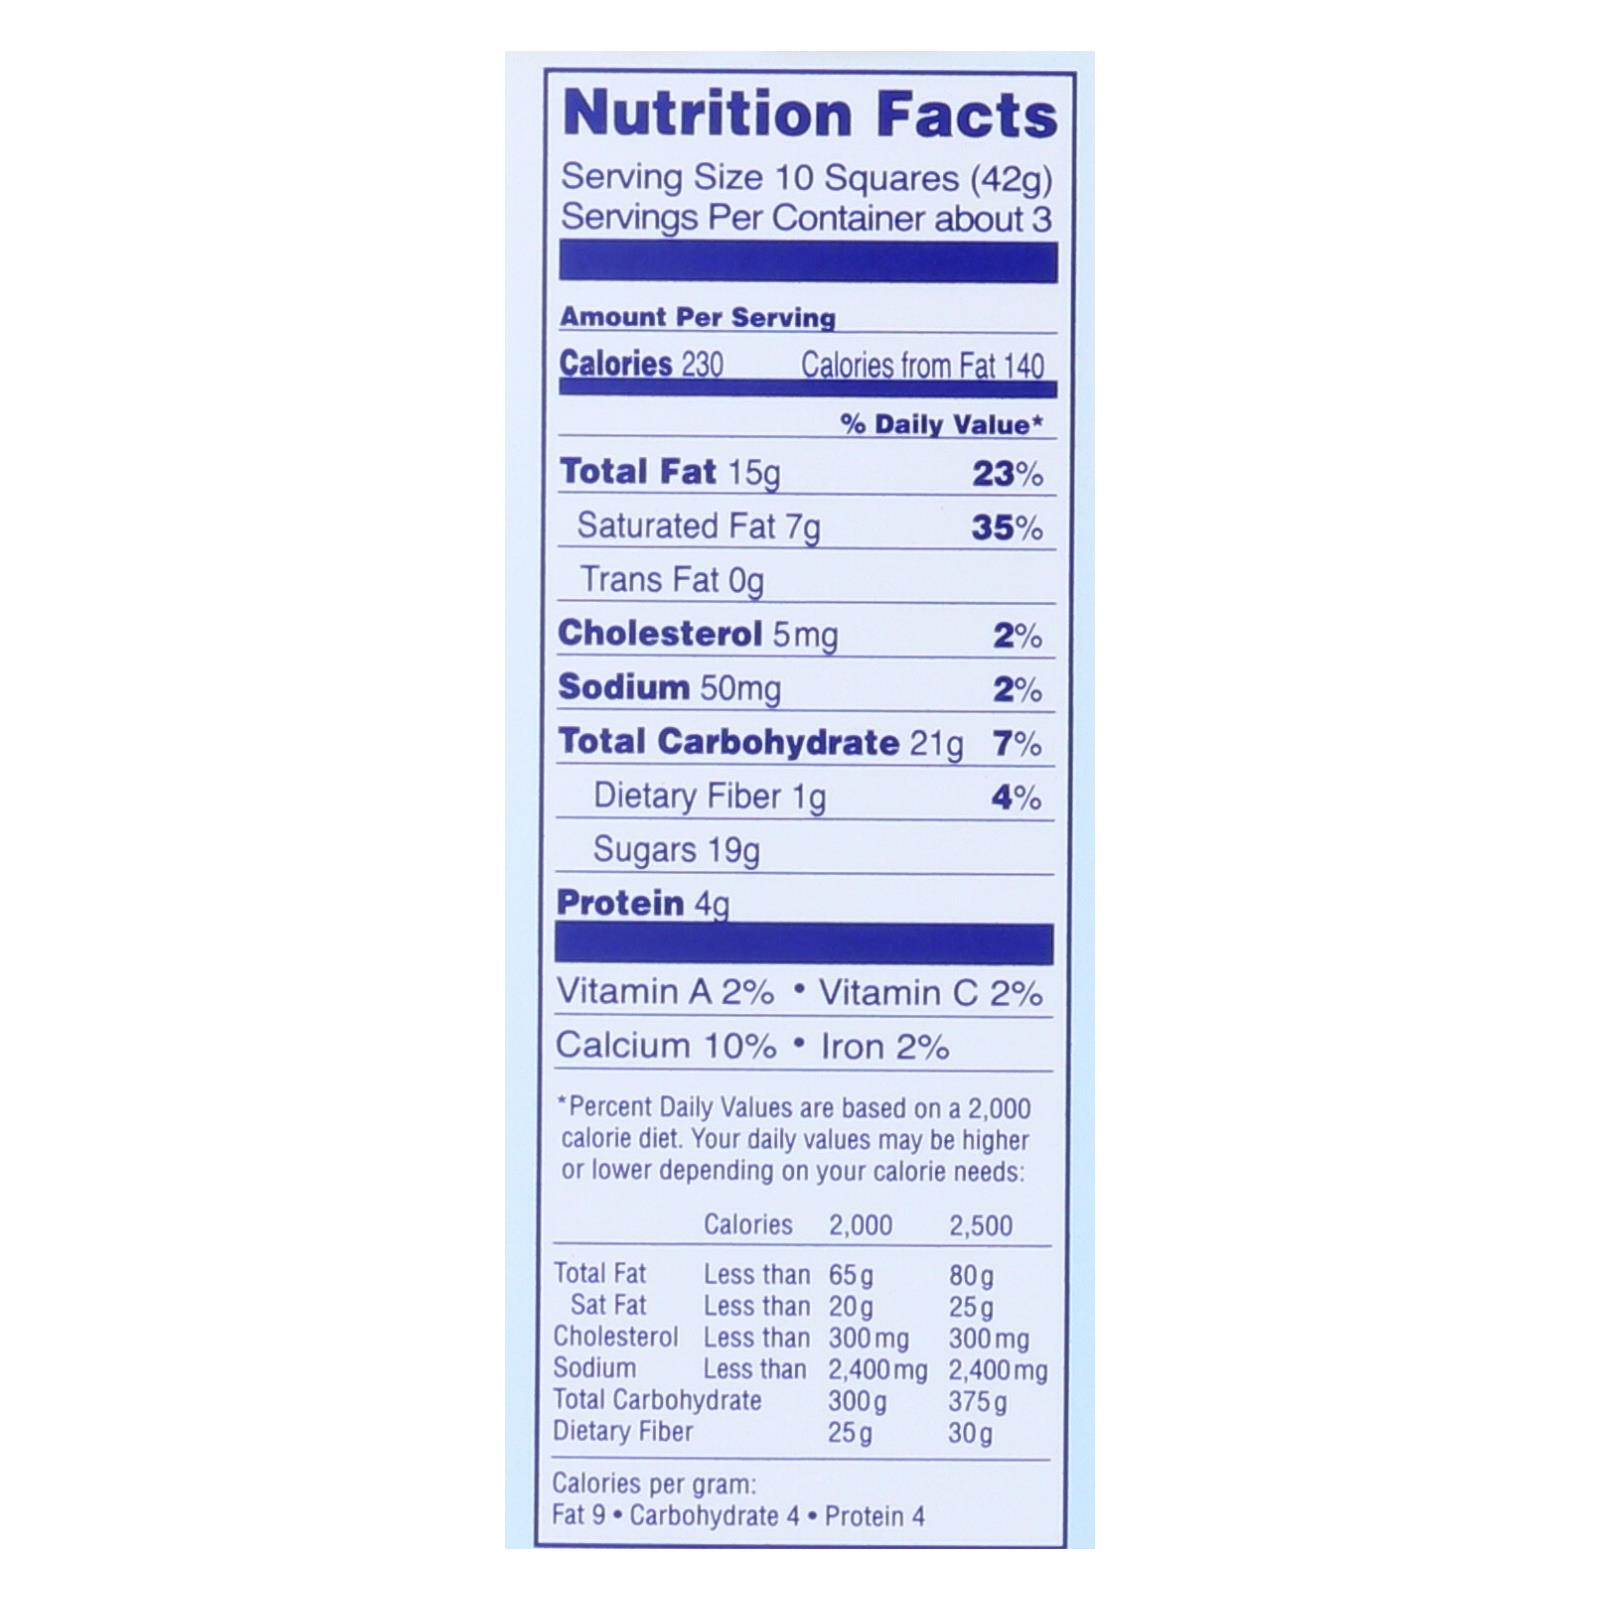 Nutrition Facts
Serving Size 10 Squares (42g)
Servings Per Container about 3
Amount Per Serving
Calories 230 Calories from Fat 140
% Daily Value*
Total Fat 15g 23%
Saturated Fat 7g 35%
Trans Fat 0g
Cholesterol 5mg 2%
Sodium 50mg 2%
Total Carbohydrate 21g 7%
Dietary Fiber 1g 4%
Sugars 19g
Protein 4g
Vitamin A 2% • Vitamin C 2%
Calcium 10% • Iron 2%
*Percent Daily Values are based on a 2,000
calorie diet. Your daily values may be higher
or lower depending on your calorie needs:
Calories 2,000 2,500
Total Fat Less than 65g 80g
Sat Fat Less than 20g 25g
Cholesterol Less than 300mg 300mg
Sodium Less than 2,400mg 2,400mg
Total Carbohydrate 300g 375g
Dietary Fiber 25g 30g
Calories per gram:
Fat 9 • Carbohydrate 4 • Protein 4